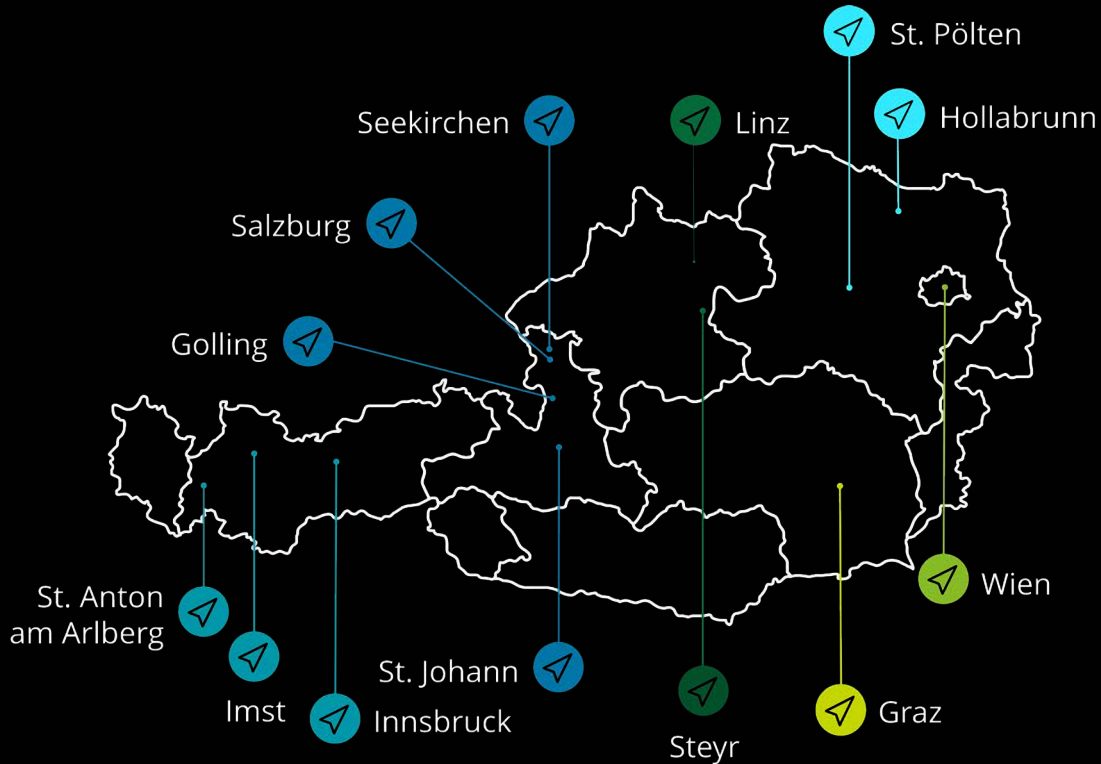 St. Pölten
Hollabrunn
Seekirchen
Linz
Salzburg
Golling
St. Anton
am Arlberg
Wien
St. Johann
Imst
Innsbruck
Graz
Steyr